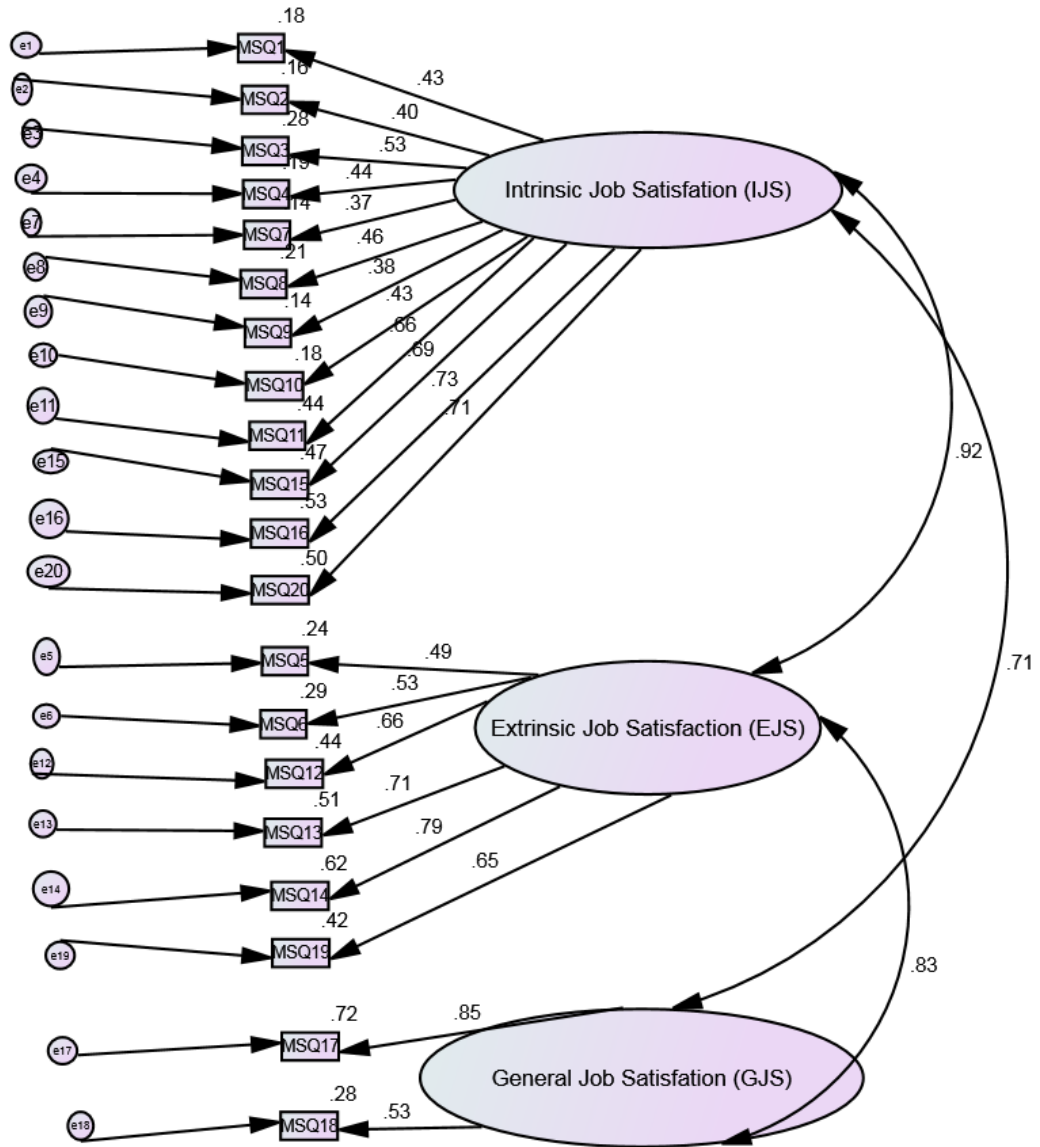 .18
e1
MSQ1
.43
.16
e2
MSQ2
.40
.28
e3
MSQ3
.53
.19
e4
MSQ4
.44
.14
e7
MSQ7
.37
Intrinsic Job Satisfation (IJS)
.21
e8
MSQ8
.46
.14
e9
MSQ9
.38
.18
e10
MSQ10
.43
.44
e11
MSQ11
.66
.47
e15
MSQ15
.69
.53
e16
MSQ16
.73
.50
e20
MSQ20
.71
.92
.24
e5
MSQ5
.49
.29
e6
MSQ6
.53
.44
e12
MSQ12
.66
Extrinsic Job Satisfaction (EJS)
.71
.51
e13
MSQ13
.71
.62
e14
MSQ14
.79
.42
e19
MSQ19
.65
.83
.72
e17
MSQ17
.85
General Job Satisfation (GJS)
.28
e18
MSQ18
.53